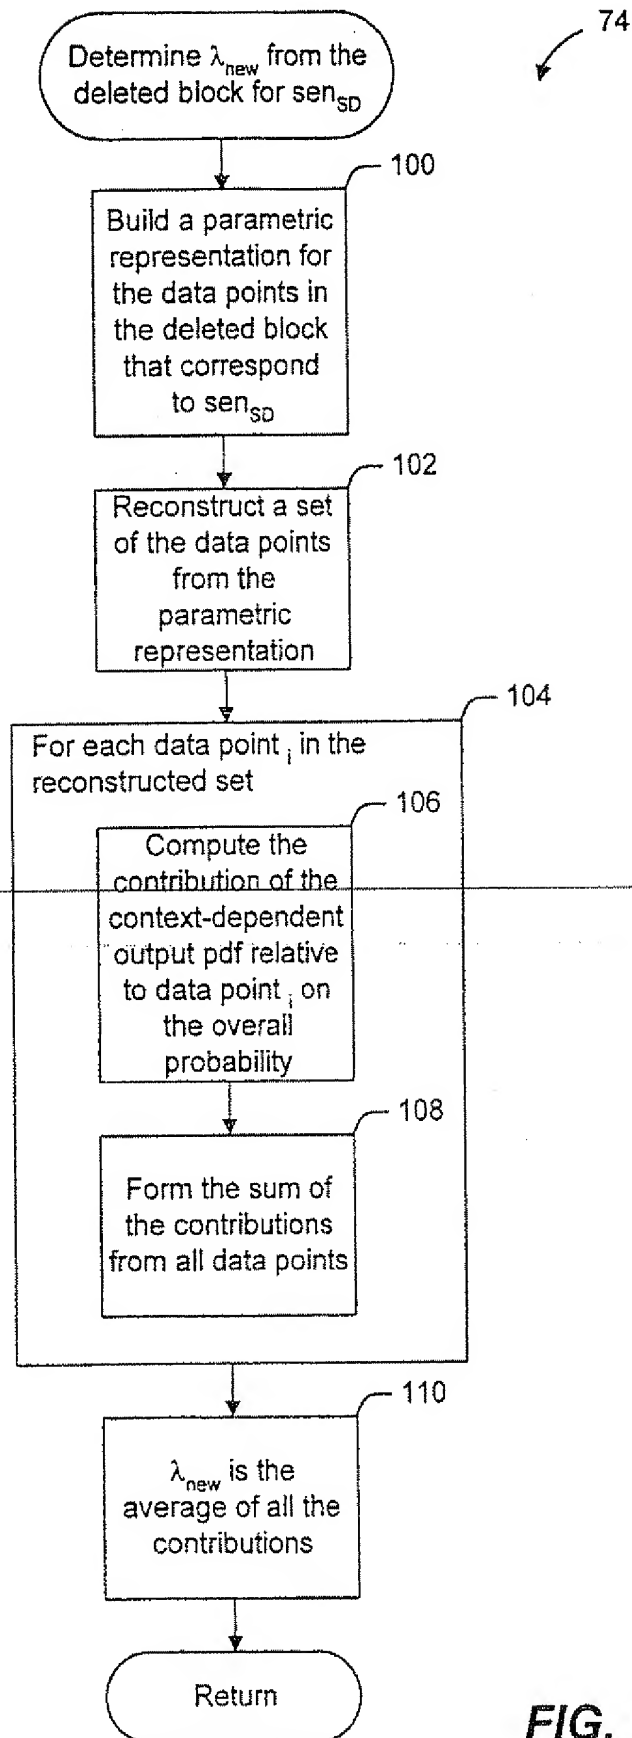 74
Determine λnew from the
deleted block for senSD
100
Build a parametric
representation for
the data points in
the deleted block
that correspond
to senSD
102
Reconstruct a set
of the data points
from the
parametric
representation
104
For each data point i in the
reconstructed set
106
Compute the
contribution of the
context-dependent
output pdf relative
to data point i on
the overall
probability
108
Form the sum of
the contributions
from all data points
110
λnew is the
average of all the
contributions
Return
FIG.